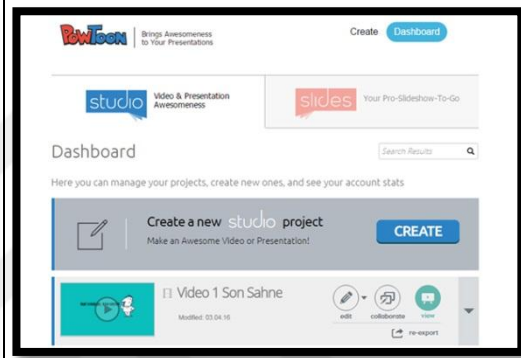 PowToon
Brings Awesomeness
to Your Presentations
Create Dashboard
studio Video & Presentation
Awesomeness
slides Your Pro-Slideshow-To-Go
Dashboard
Search Results
Here you can manage your projects, create new ones, and see your account stats
Create a new studio project
Make an Awesome Video or Presentation!
CREATE
Video 1 Son Sahne
Modified: 03.04.16
edit collaborate view
re-export